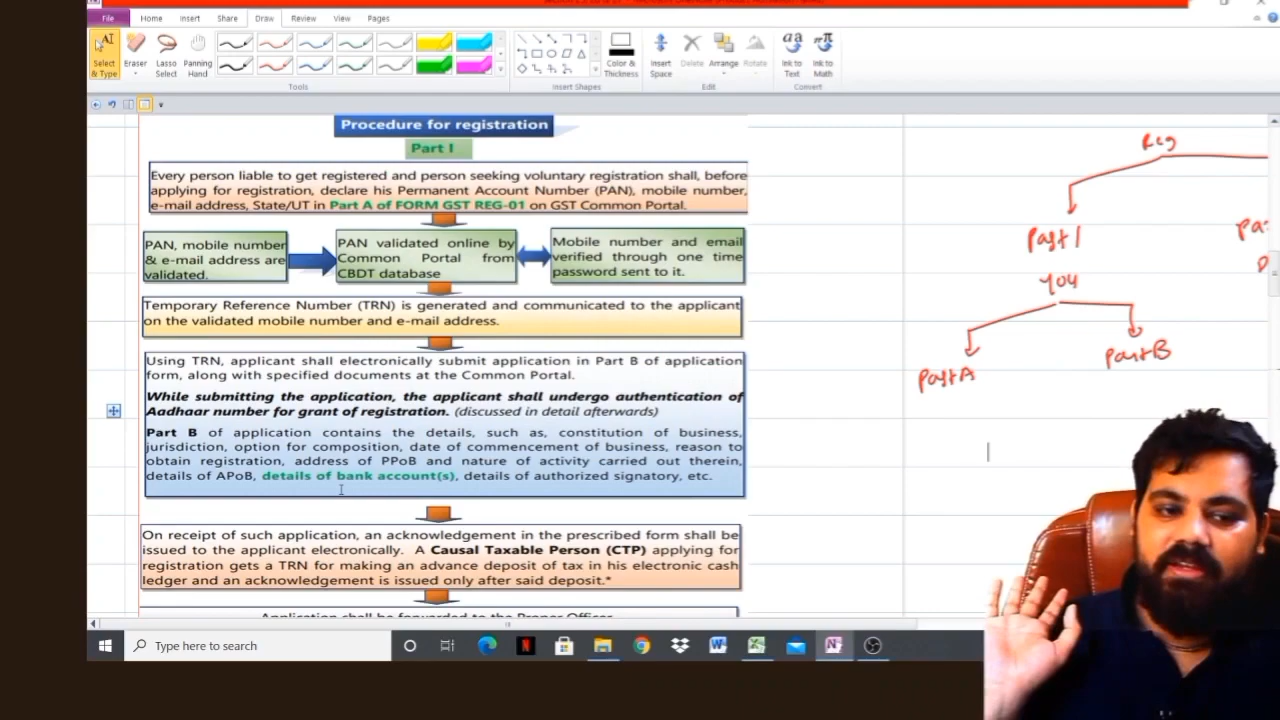 File
Home
Insert
Share
Draw
Review
View
Pages
Select
& Type
Eraser
Lasso
Select
Panning
Hand
Color &
Thickness
Insert
Space
Delete
Arrange
Rotate
Ink to
Text
Ink to
Math
Tools
Insert Shapes
Edit
Convert
Procedure for registration
Part I
Every person liable to get registered and person seeking voluntary registration shall, before
applying for registration, declare his Permanent Account Number (PAN), mobile number,
e-mail address, State/UT in Part A of FORM GST REG-01 on GST Common Portal.
PAN, mobile number
& e-mail address are
validated.
PAN validated online by
Common Portal from
CBDT database
Mobile number and email
verified through one time
password sent to it.
Temporary Reference Number (TRN) is generated and communicated to the applicant
on the validated mobile number and e-mail address.
Using TRN, applicant shall electronically submit application in Part B of application
form, along with specified documents at the Common Portal.
While submitting the application, the applicant shall undergo authentication of
Aadhaar number for grant of registration. (discussed in detail afterwards)
Part B of application contains the details, such as, constitution of business,
jurisdiction, option for composition, date of commencement of business, reason to
obtain registration, address of PPoB and nature of activity carried out therein,
details of APoB, details of bank account(s), details of authorized signatory, etc.
On receipt of such application, an acknowledgement in the prescribed form shall be
issued to the applicant electronically. A Causal Taxable Person (CTP) applying for
registration gets a TRN for making an advance deposit of tax in his electronic cash
ledger and an acknowledgement is issued only after said deposit.*
Application shall be forwarded to the Proper Officer
Reg
Part I
You
Part A
Part B
Type here to search